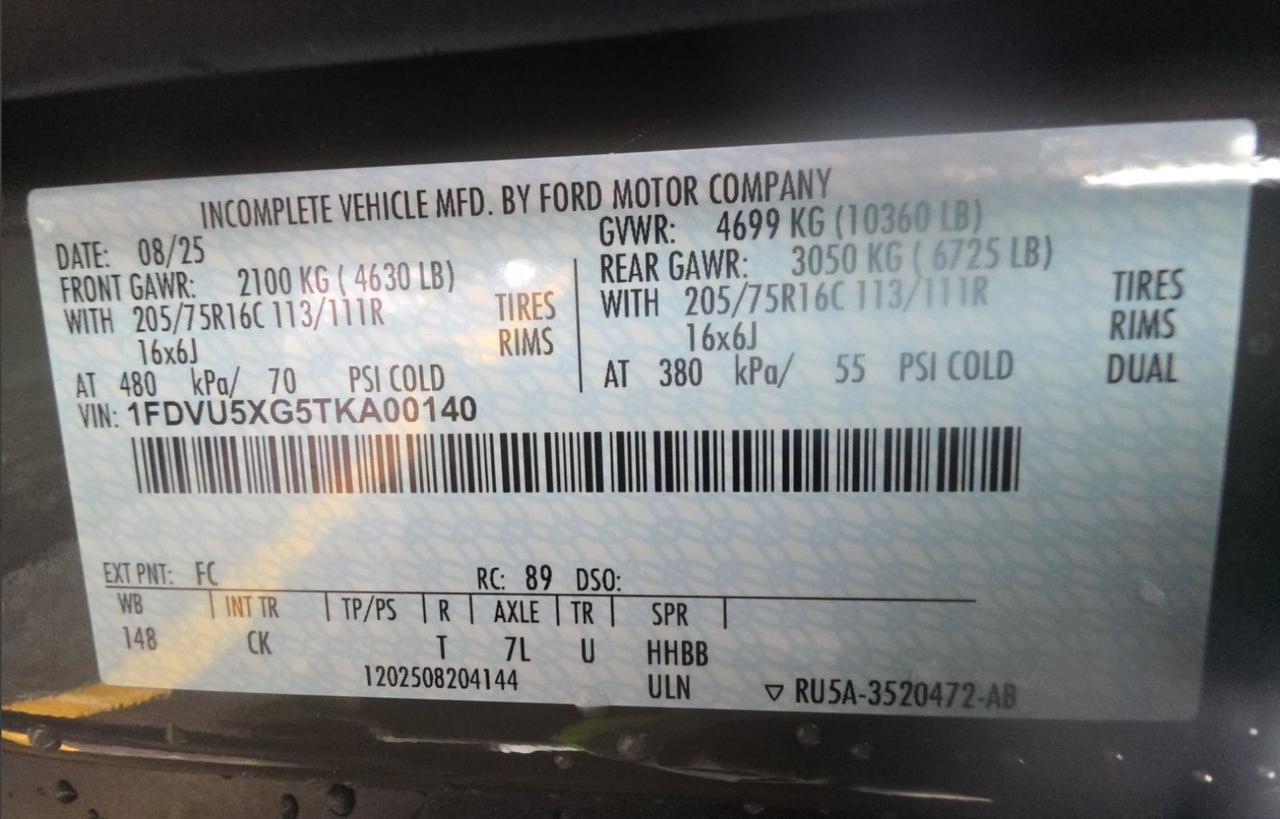 INCOMPLETE VEHICLE MFD. BY FORD MOTOR COMPANY
DATE: 08/25
GVWR: 4699 KG (10360 LB)
FRONT GAWR: 2100 KG ( 4630 LB)
REAR GAWR: 3050 KG ( 6725 LB)
WITH 205/75R16C 113/111R TIRES
WITH 205/75R16C 113/111R TIRES
16x6J RIMS
16x6J RIMS
AT 480 kPa/ 70 PSI COLD
AT 380 kPa/ 55 PSI COLD DUAL
VIN: 1FDVU5XG5TKA00140
EXT PNT: FC RC: 89 DSO:
WB | INT TR | TP/PS | R | AXLE | TR | SPR |
148 CK T 7L U HHBB
1202508204144 ULN ▽ RU5A-3520472-AB